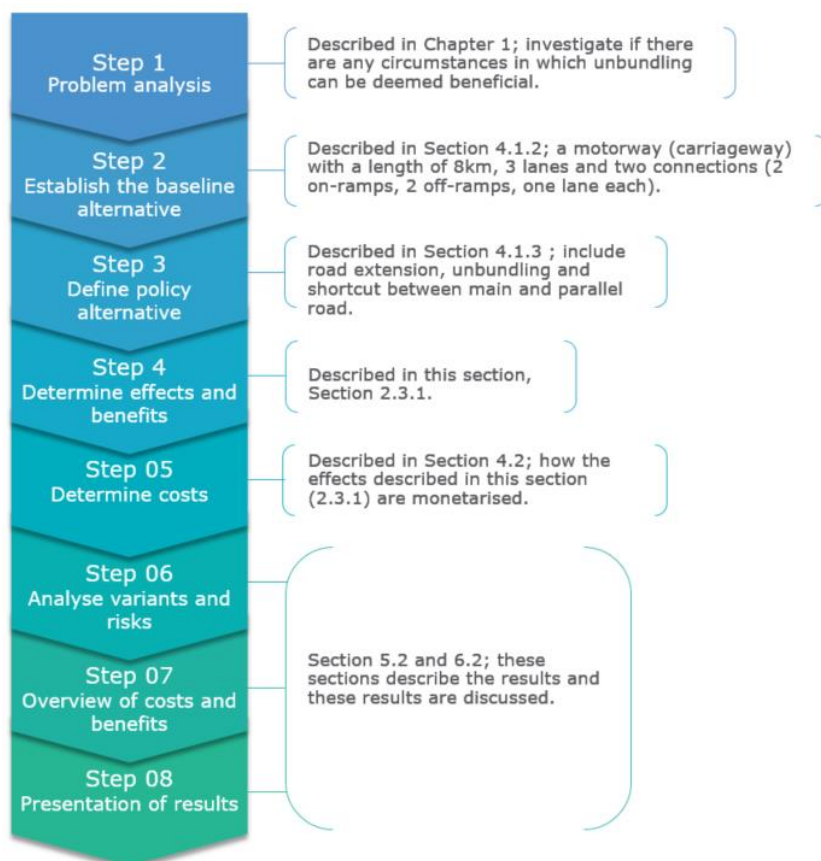 Step 1
Problem analysis
Described in Chapter 1; investigate if there
are any circumstances in which unbundling
can be deemed beneficial.
Step 2
Establish the baseline
alternative
Described in Section 4.1.2; a motorway (carriageway)
with a length of 8km, 3 lanes and two connections (2
on-ramps, 2 off-ramps, one lane each).
Step 3
Define policy
alternative
Described in Section 4.1.3 ; include
road extension, unbundling and
shortcut between main and parallel
road.
Step 4
Determine effects and
benefits
Described in this section,
Section 2.3.1.
Step 05
Determine costs
Described in Section 4.2; how the
effects described in this section
(2.3.1) are monetarised.
Step 06
Analyse variants and
risks
Step 07
Overview of costs and
benefits
Step 08
Presentation of results
Section 5.2 and 6.2; these
sections describe the results and
these results are discussed.